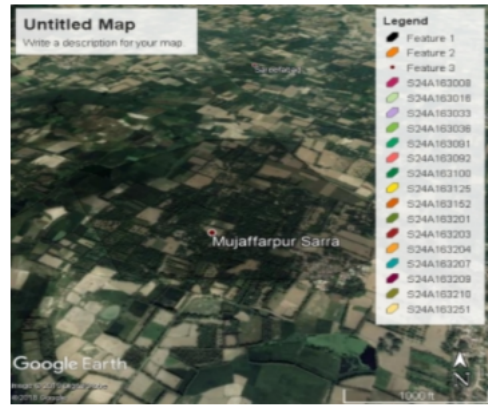 Untitled Map
Write a description for your map.
Legend
Feature 1
Feature 2
Feature 3
S24A163008
S24A163016
S24A163033
S24A163036
S24A163091
S24A163092
S24A163100
S24A163125
S24A163152
S24A163201
S24A163203
S24A163204
S24A163207
S24A163209
S24A163210
S24A163251
Mujaffarpur Sarra
Google Earth
1000 ft